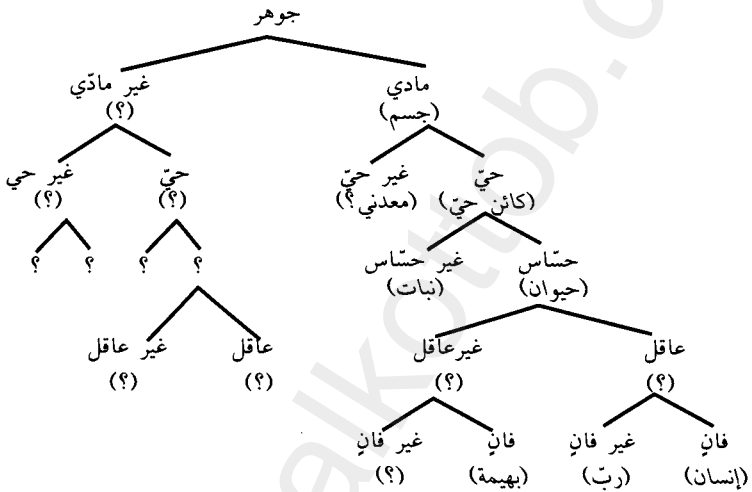 جوهر
مادي غير مادّي
(جسم) (؟)
حيّ غير حيّ حيّ غير حي
(كائن حيّ) (معدني؟) (؟) (؟)
حسّاس غير حسّاس ؟ ؟ ؟ ؟
(حيوان) (نبات)
عاقل غيرعاقل عاقل غير عاقل
(؟) (؟) (؟) (؟)
فانٍ غير فانٍ فانٍ غير فانٍ
(إنسان) (ربّ) (بهيمة) (؟)